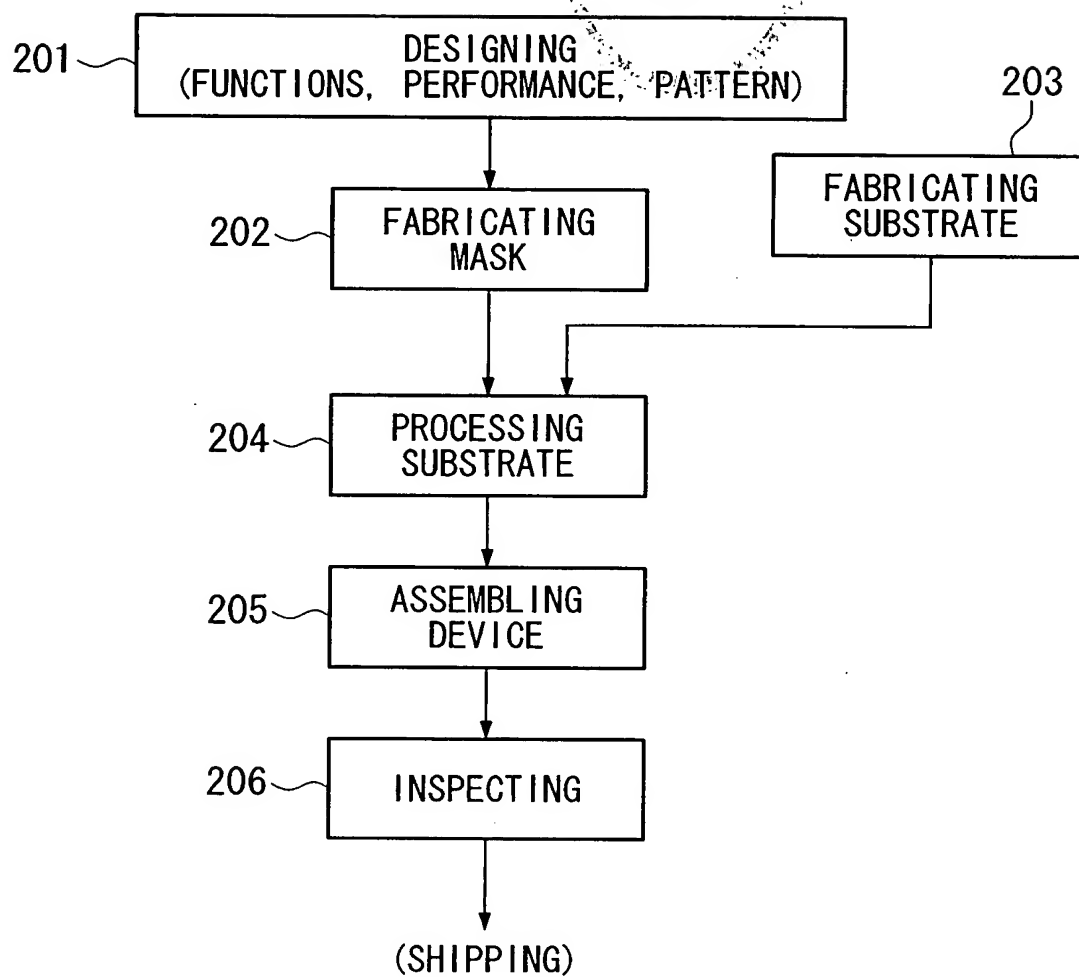 201
DESIGNING
(FUNCTIONS, PERFORMANCE, PATTERN)
203
FABRICATING
SUBSTRATE
202
FABRICATING
MASK
204
PROCESSING
SUBSTRATE
205
ASSEMBLING
DEVICE
206
INSPECTING
(SHIPPING)